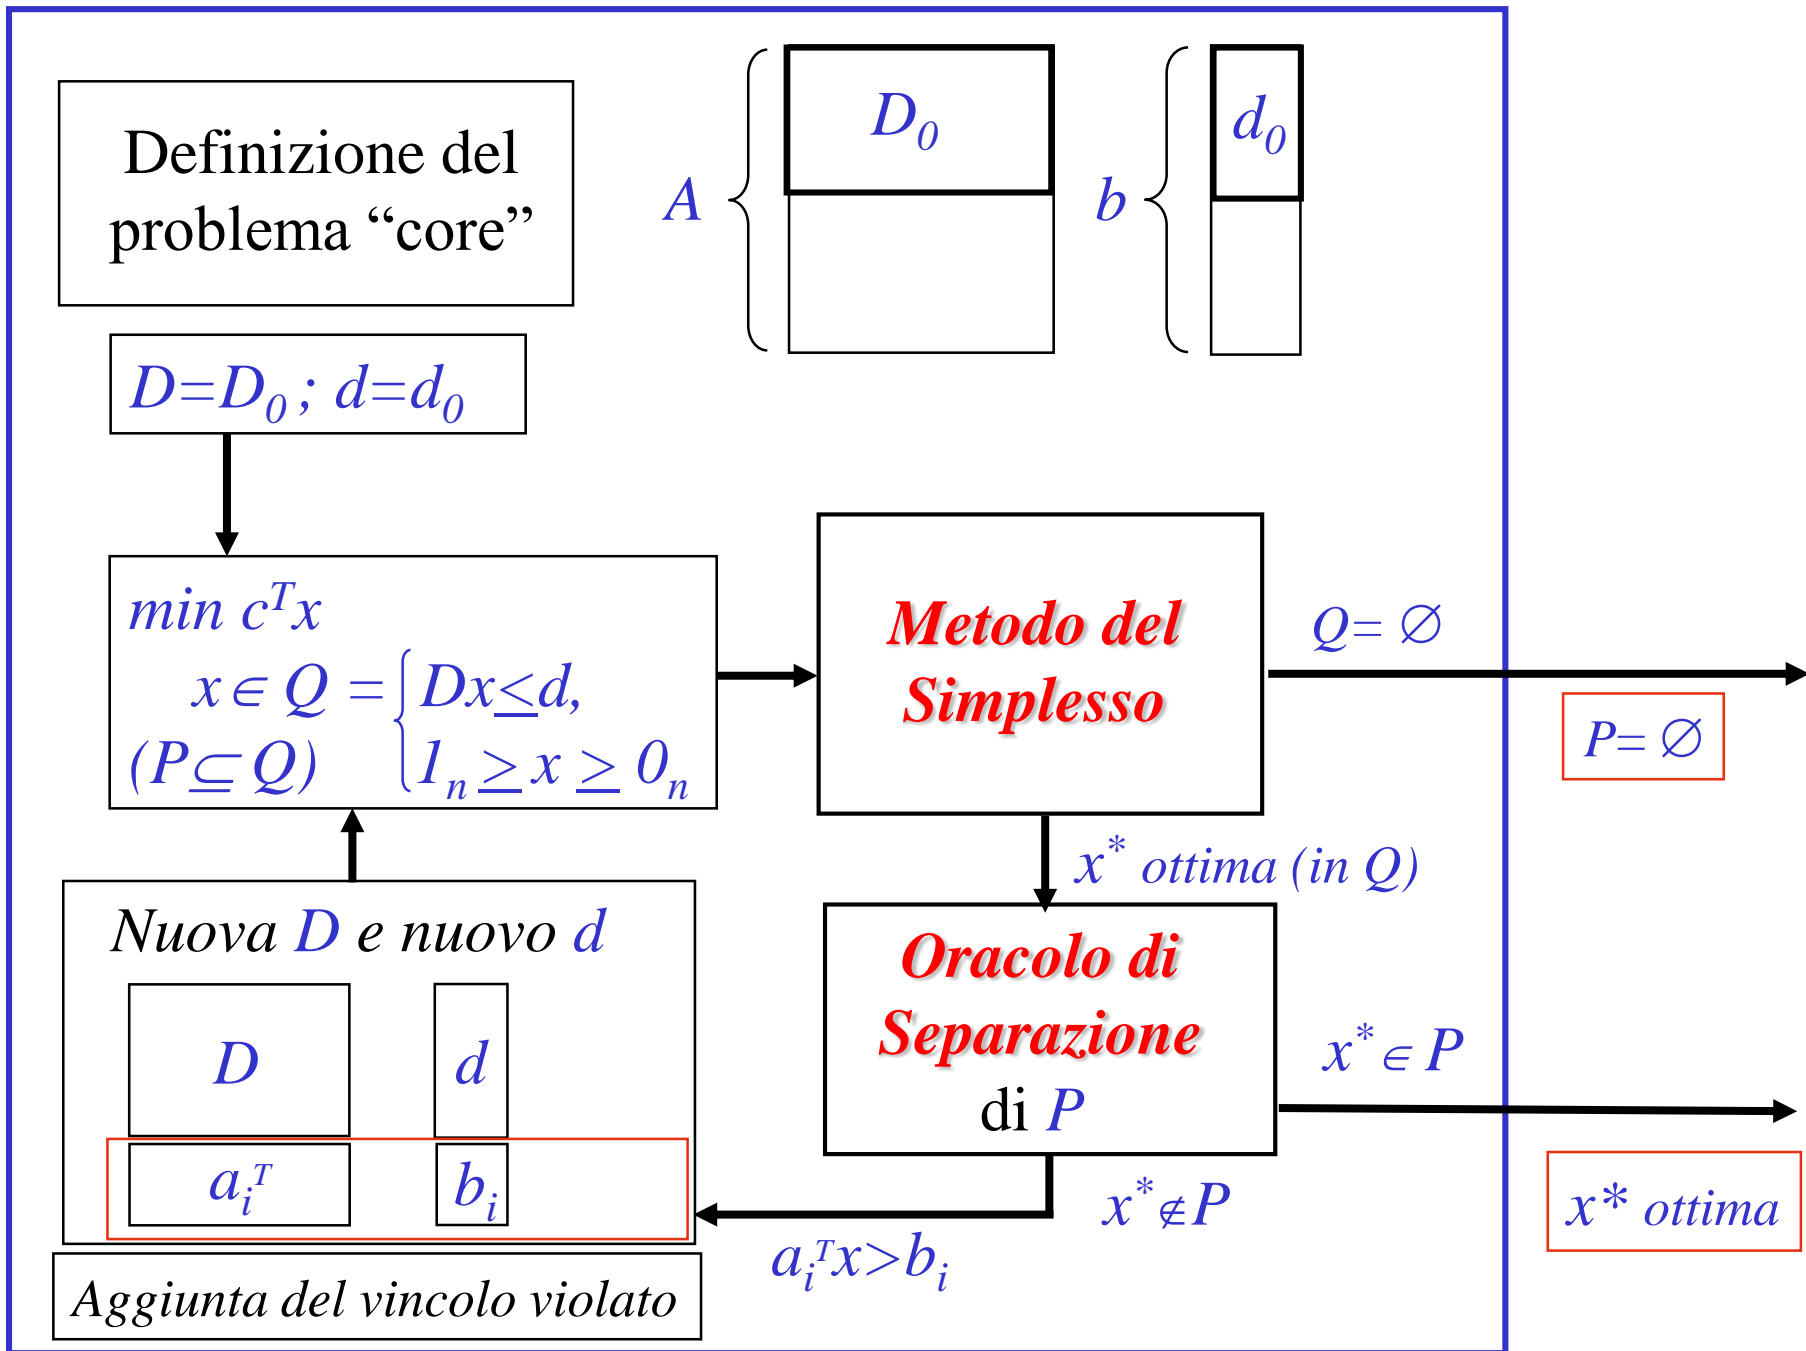 Definizione del
problema “core”
A
D₀
b
d₀
D=D₀ ; d=d₀
min cᵀx
x ∈ Q = { Dx≤d,
(P⊆Q) 1ₙ ≥ x ≥ 0ₙ
Metodo del
Simplesso
Q= ∅
P= ∅
x* ottima (in Q)
Oracolo di
Separazione
di P
x* ∈ P
x* ottima
x* ∉ P
aᵢᵀx>bᵢ
Nuova D e nuovo d
D d
aᵢᵀ bᵢ
Aggiunta del vincolo violato